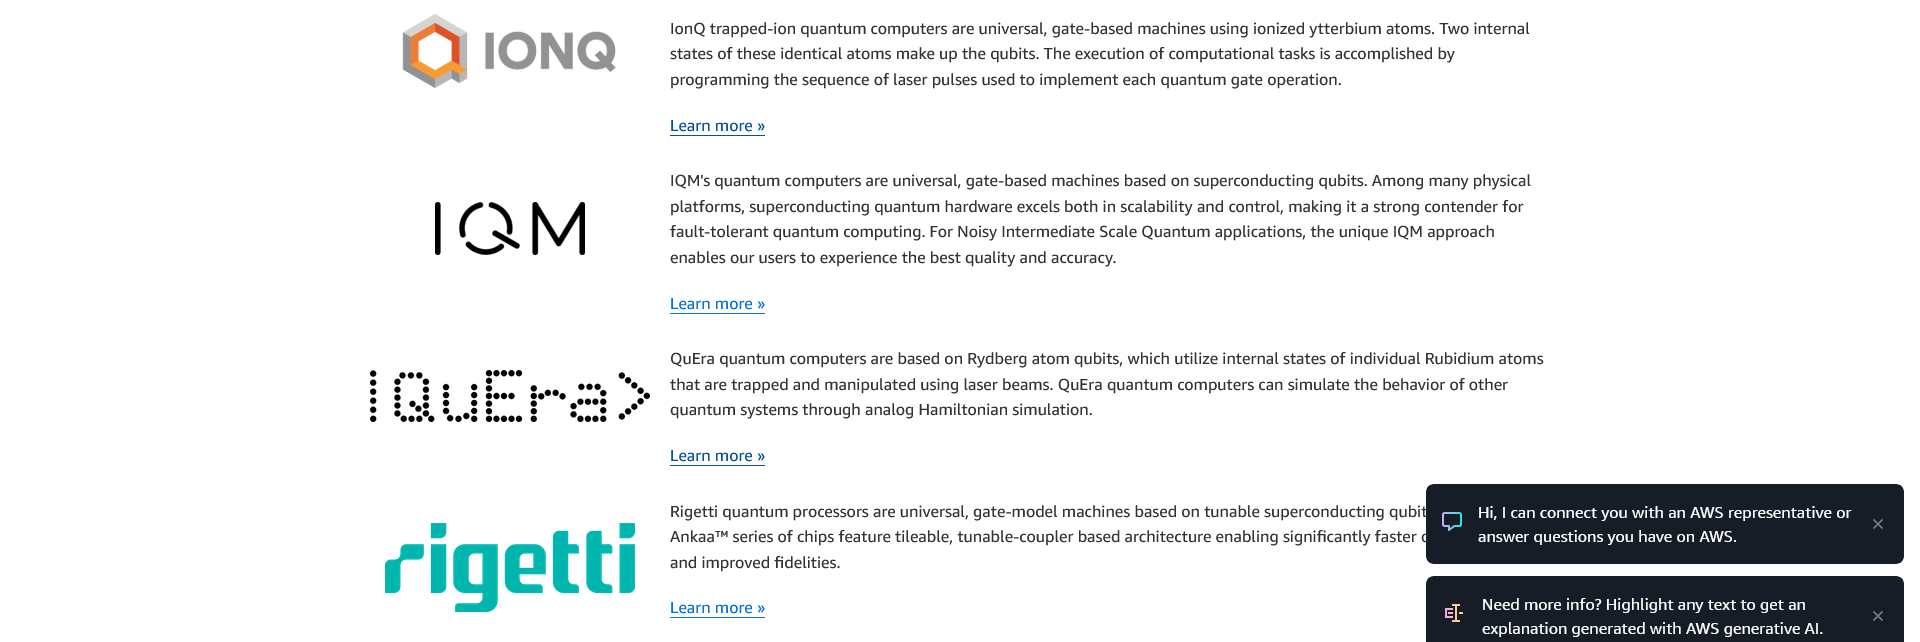 IONQ
IonQ trapped-ion quantum computers are universal, gate-based machines using ionized ytterbium atoms. Two internal
states of these identical atoms make up the qubits. The execution of computational tasks is accomplished by
programming the sequence of laser pulses used to implement each quantum gate operation.
Learn more »
IQM
IQM's quantum computers are universal, gate-based machines based on superconducting qubits. Among many physical
platforms, superconducting quantum hardware excels both in scalability and control, making it a strong contender for
fault-tolerant quantum computing. For Noisy Intermediate Scale Quantum applications, the unique IQM approach
enables our users to experience the best quality and accuracy.
Learn more »
|QuEra>
QuEra quantum computers are based on Rydberg atom qubits, which utilize internal states of individual Rubidium atoms
that are trapped and manipulated using laser beams. QuEra quantum computers can simulate the behavior of other
quantum systems through analog Hamiltonian simulation.
Learn more »
rigetti
Rigetti quantum processors are universal, gate-model machines based on tunable superconducting
Ankaa™ series of chips feature tileable, tunable-coupler based architecture enabling significantly faster
and improved fidelities.
Learn more »
Hi, I can connect you with an AWS representative or
answer questions you have on AWS.
Need more info? Highlight any text to get an
explanation generated with AWS generative AI.